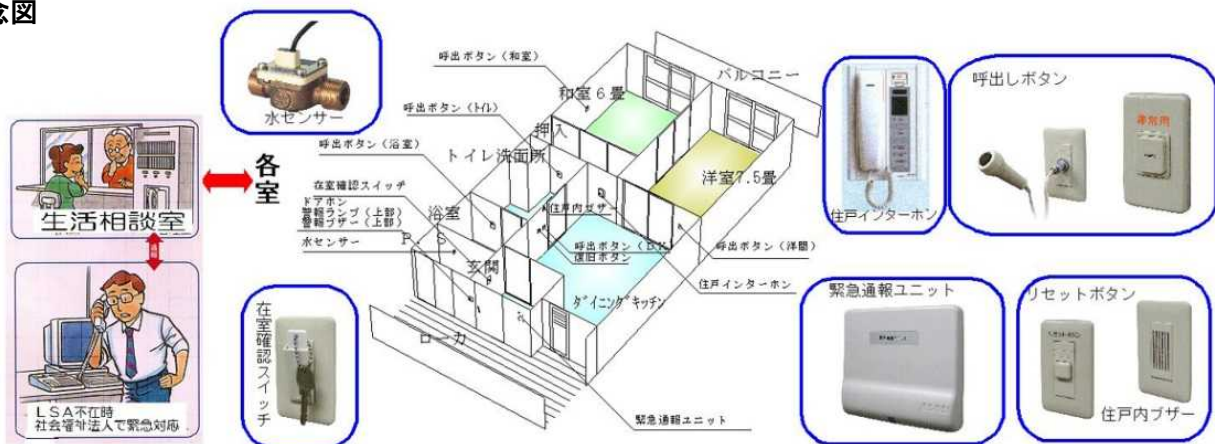 念図
水センサー
生活相談室
各室
LSA不在時
社会福祉法人で緊急対応
呼出ボタン（和室）
呼出ボタン（トイレ）
呼出ボタン（浴室）
在室確認スイッチ
ドアホン
警報ランプ（上部）
警報ブザー（上部）
水センサー
バルコニー
和室6畳
押入
トイレ洗面所
洋室7.5畳
浴室
ＰＳ
玄関
住戸内ブザー
呼出ボタン（ＤＫ）
復旧ボタン
呼出ボタン（洋間）
住戸インターホン
ダイニングキッチン
ローカ
緊急通報ユニット
在室確認スイッチ
住戸インターホン
呼出しボタン
非常用
緊急通報ユニット
リセットボタン
住戸内ブザー